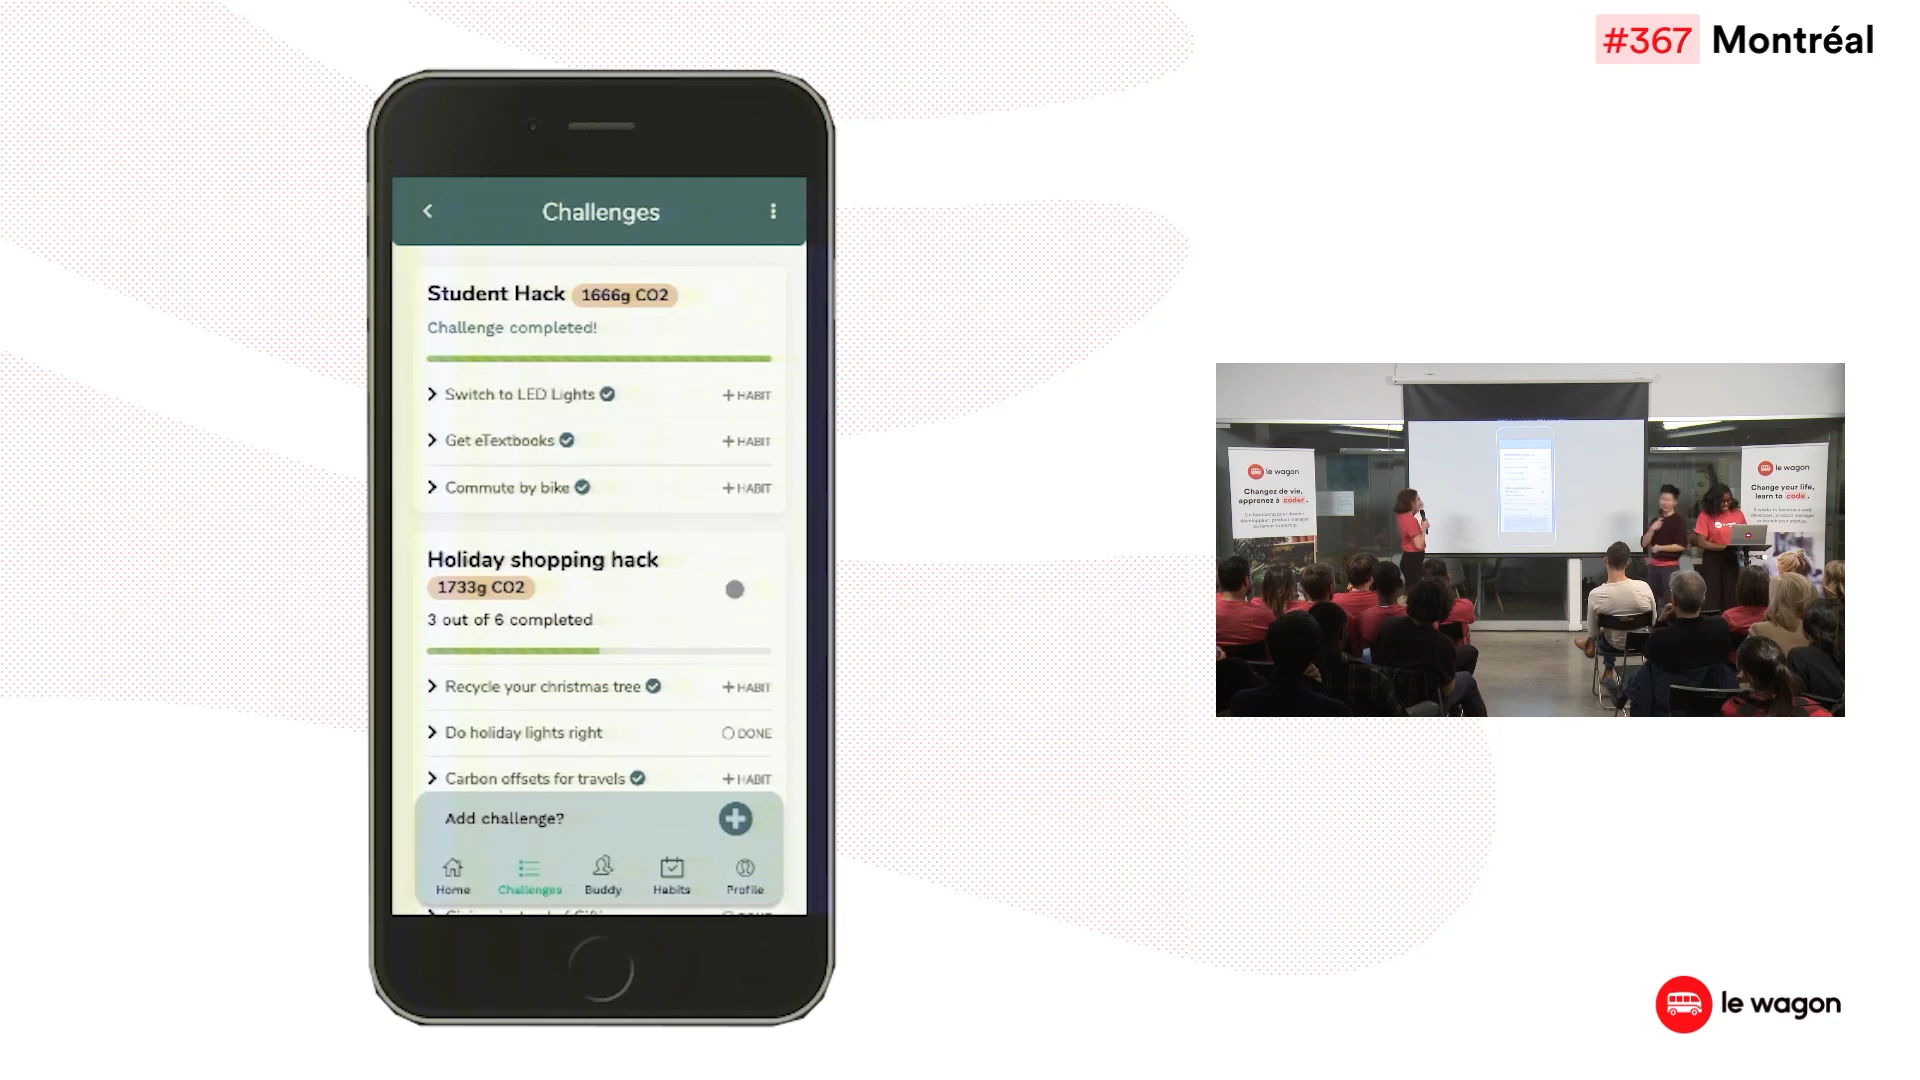 #367 Montréal
Challenges
Student Hack 1666g CO2
Challenge completed!
Switch to LED Lights + HABIT
Get eTextbooks + HABIT
Commute by bike + HABIT
Holiday shopping hack
1733g CO2
3 out of 6 completed
Recycle your christmas tree + HABIT
Do holiday lights right DONE
Carbon offsets for travels + HABIT
Add challenge?
Home Challenges Buddy Habits Profile
le wagon
Changez de vie,
apprenez à coder.
le wagon
Change your life,
learn to code.
le wagon